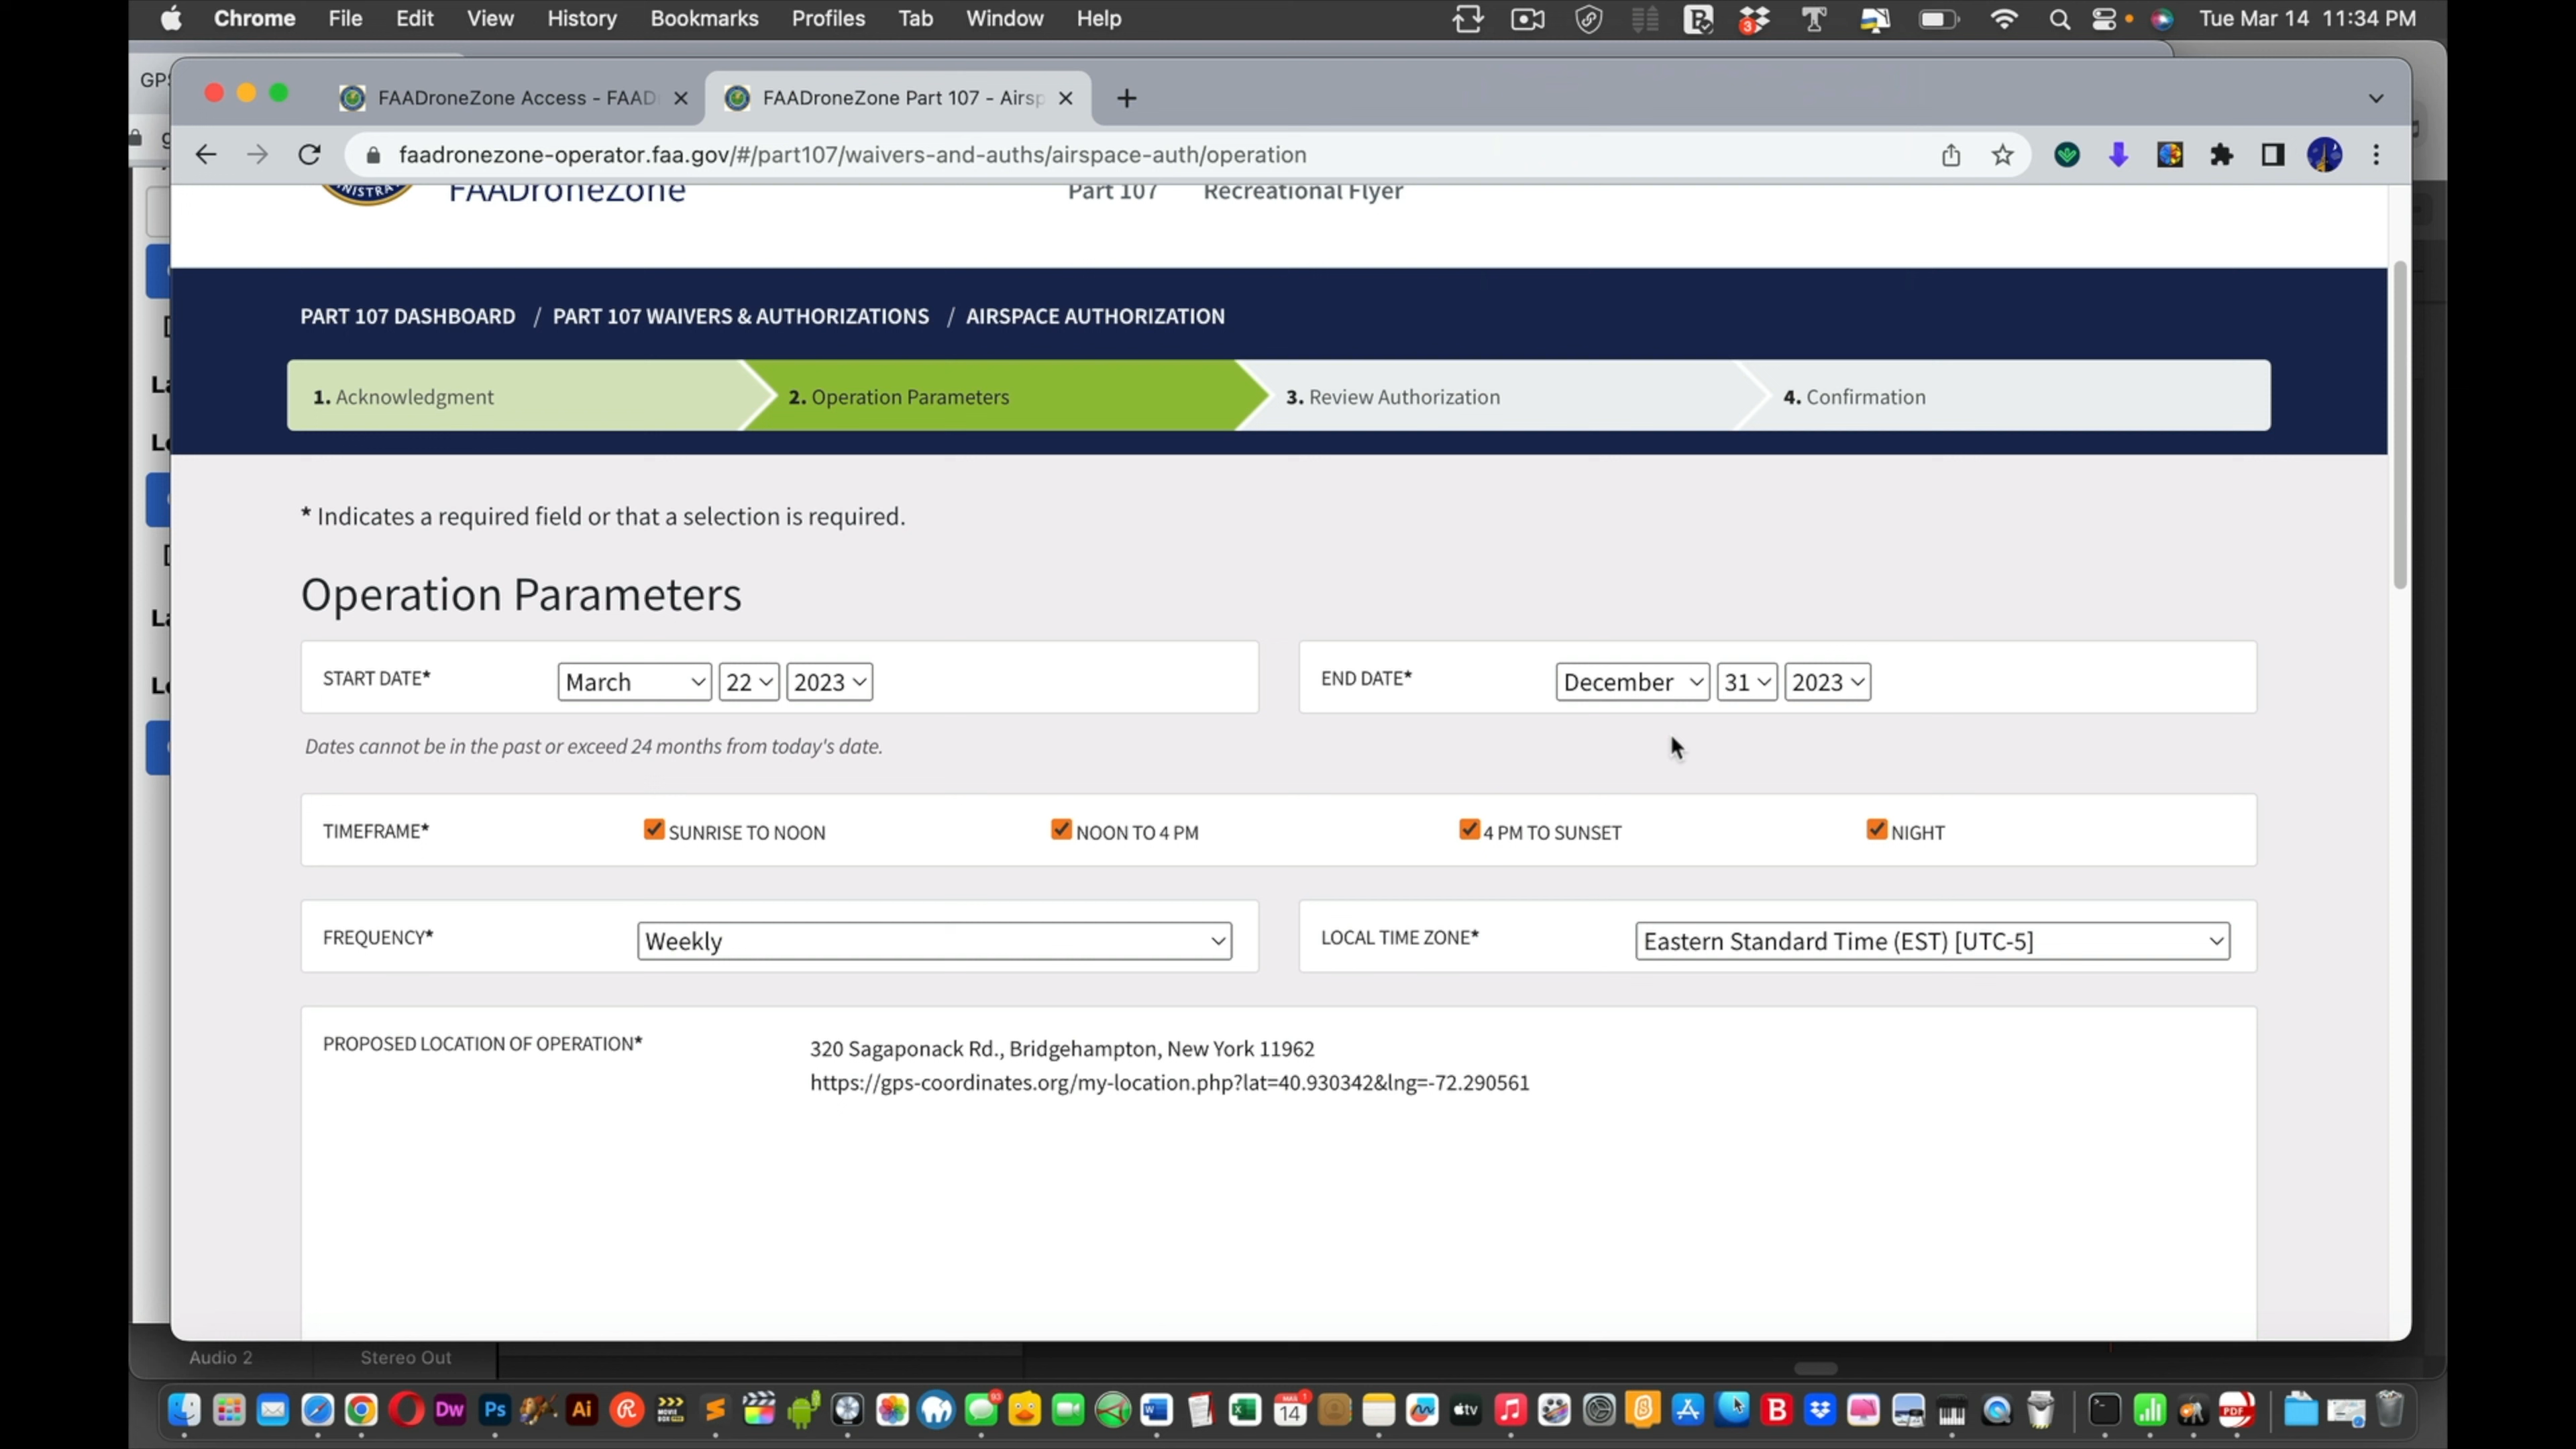 Chrome File Edit View History Bookmarks Profiles Tab Window Help Tue Mar 14 11:34 PM
FAADroneZone Access - FAAD FAADroneZone Part 107 - Airsp
faadronezone-operator.faa.gov/#/part107/waivers-and-auths/airspace-auth/operation
FAADroneZone Part 107 Recreational Flyer
PART 107 DASHBOARD / PART 107 WAIVERS & AUTHORIZATIONS / AIRSPACE AUTHORIZATION
1. Acknowledgment 2. Operation Parameters 3. Review Authorization 4. Confirmation
* Indicates a required field or that a selection is required.
Operation Parameters
START DATE* March 22 2023 END DATE* December 31 2023
Dates cannot be in the past or exceed 24 months from today's date.
TIMEFRAME* SUNRISE TO NOON NOON TO 4 PM 4 PM TO SUNSET NIGHT
FREQUENCY* Weekly LOCAL TIME ZONE* Eastern Standard Time (EST) [UTC-5]
PROPOSED LOCATION OF OPERATION* 320 Sagaponack Rd., Bridgehampton, New York 11962
https://gps-coordinates.org/my-location.php?lat=40.930342&lng=-72.290561
Audio 2 Stereo Out